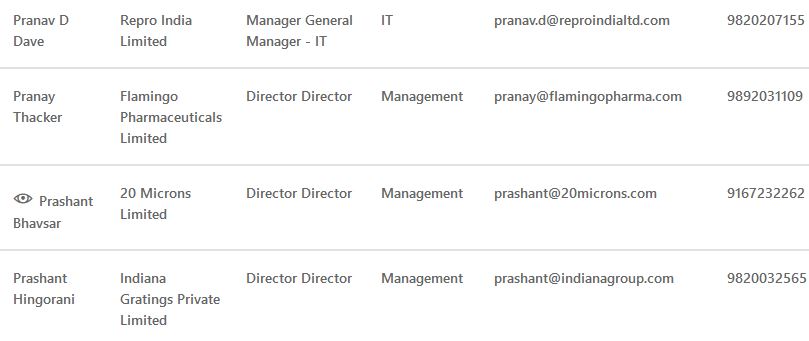 Pranav D Repro India Manager General IT pranav.d@reproindialtd.com 9820207155
Dave Limited Manager - IT
Pranay Flamingo Director Director Management pranay@flamingopharma.com 9892031109
Thacker Pharmaceuticals
Limited
Prashant 20 Microns Director Director Management prashant@20microns.com 9167232262
Bhavsar Limited
Prashant Indiana Director Director Management prashant@indianagroup.com 9820032565
Hingorani Gratings Private
Limited